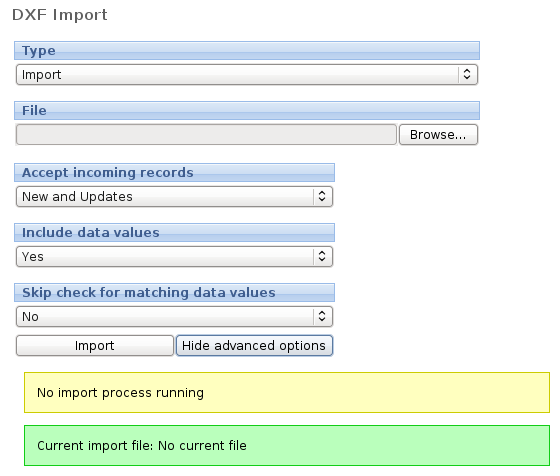 DXF Import
Type
Import
File
Browse...
Accept incoming records
New and Updates
Include data values
Yes
Skip check for matching data values
No
Import Hide advanced options
No import process running
Current import file: No current file